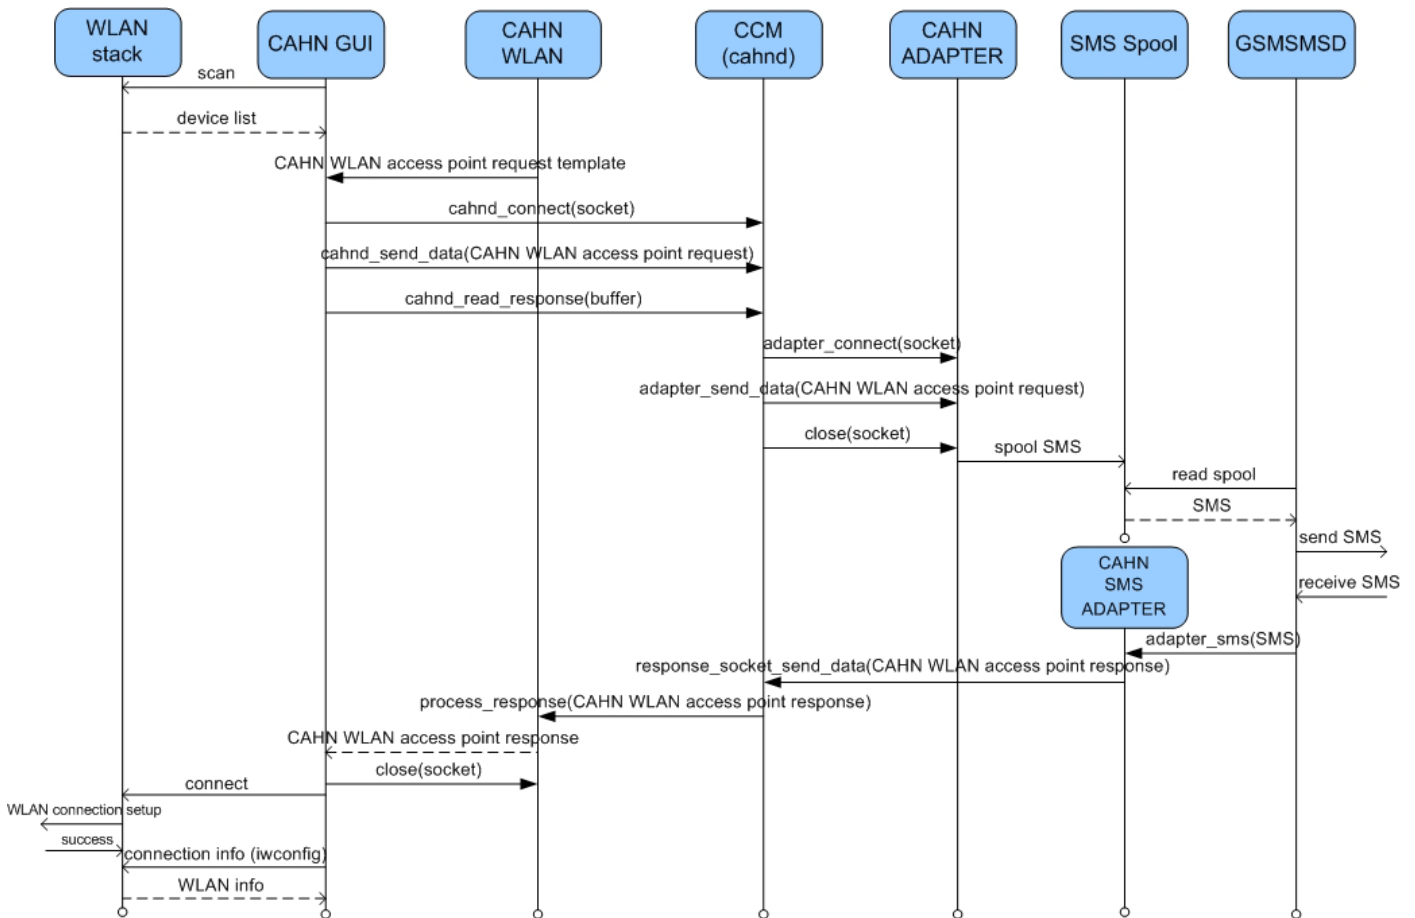 WLAN
stack
CAHN GUI
CAHN
WLAN
CCM
(cahnd)
CAHN
ADAPTER
SMS Spool
GSMSMSD
scan
device list
CAHN WLAN access point request template
cahnd_connect(socket)
cahnd_send_data(CAHN WLAN access point request)
cahnd_read_response(buffer)
adapter_connect(socket)
adapter_send_data(CAHN WLAN access point request)
close(socket)
spool SMS
read spool
SMS
send SMS
CAHN
SMS
ADAPTER
receive SMS
adapter_sms(SMS)
response_socket_send_data(CAHN WLAN access point response)
process_response(CAHN WLAN access point response)
CAHN WLAN access point response
close(socket)
connect
WLAN connection setup
success
connection info (iwconfig)
WLAN info